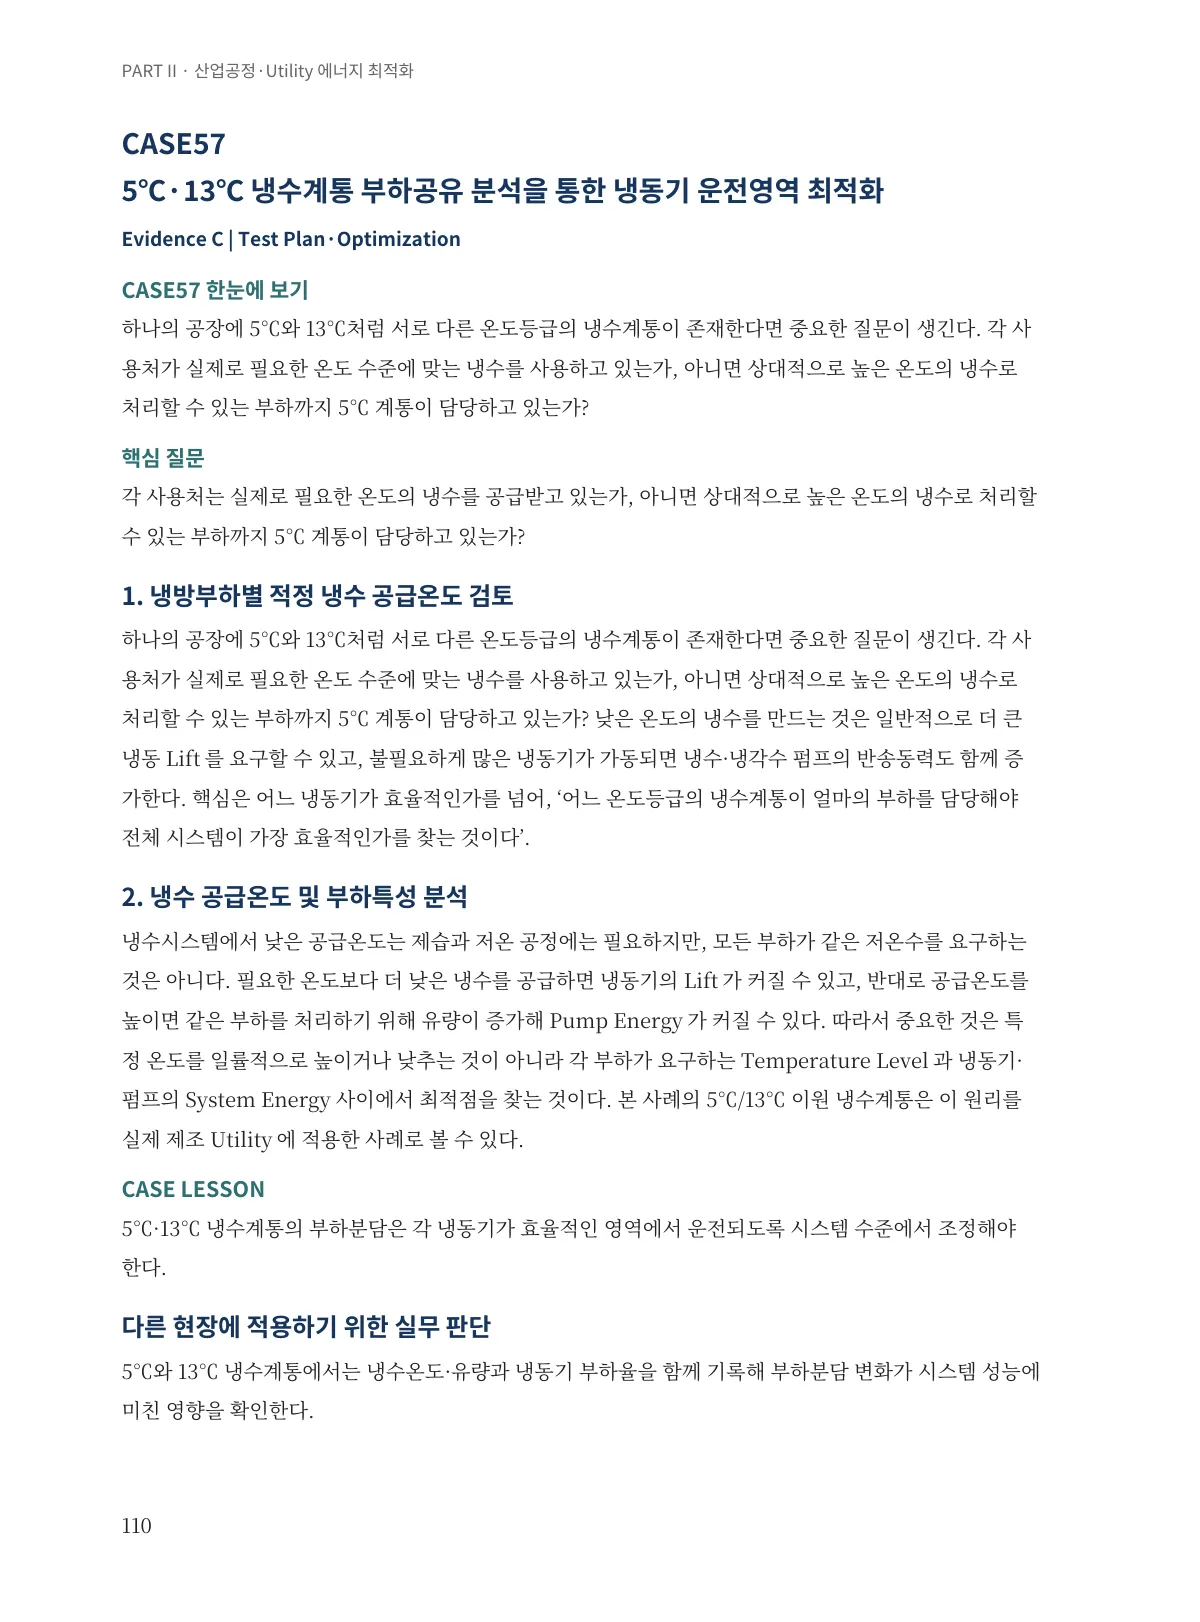 PART II · 산업공정·Utility 에너지 최적화
CASE57
5℃·13℃ 냉수계통 부하공유 분석을 통한 냉동기 운전영역 최적화
Evidence C | Test Plan·Optimization
CASE57 한눈에 보기
하나의 공장에 5℃와 13℃처럼 서로 다른 온도등급의 냉수계통이 존재한다면 중요한 질문이 생긴다. 각 사
용처가 실제로 필요한 온도 수준에 맞는 냉수를 사용하고 있는가, 아니면 상대적으로 높은 온도의 냉수로
처리할 수 있는 부하까지 5℃ 계통이 담당하고 있는가?
핵심 질문
각 사용처는 실제로 필요한 온도의 냉수를 공급받고 있는가, 아니면 상대적으로 높은 온도의 냉수로 처리할
수 있는 부하까지 5℃ 계통이 담당하고 있는가?
1. 냉방부하별 적정 냉수 공급온도 검토
하나의 공장에 5℃와 13℃처럼 서로 다른 온도등급의 냉수계통이 존재한다면 중요한 질문이 생긴다. 각 사
용처가 실제로 필요한 온도 수준에 맞는 냉수를 사용하고 있는가, 아니면 상대적으로 높은 온도의 냉수로
처리할 수 있는 부하까지 5℃ 계통이 담당하고 있는가? 낮은 온도의 냉수를 만드는 것은 일반적으로 더 큰
냉동 Lift를 요구할 수 있고, 불필요하게 많은 냉동기가 가동되면 냉수·냉각수 펌프의 반송동력도 함께 증
가한다. 핵심은 어느 냉동기가 효율적인가를 넘어, ‘어느 온도등급의 냉수계통이 얼마의 부하를 담당해야
전체 시스템이 가장 효율적인가를 찾는 것이다’.
2. 냉수 공급온도 및 부하특성 분석
냉수시스템에서 낮은 공급온도는 제습과 저온 공정에는 필요하지만, 모든 부하가 같은 저온수를 요구하는
것은 아니다. 필요한 온도보다 더 낮은 냉수를 공급하면 냉동기의 Lift가 커질 수 있고, 반대로 공급온도를
높이면 같은 부하를 처리하기 위해 유량이 증가해 Pump Energy가 커질 수 있다. 따라서 중요한 것은 특
정 온도를 일률적으로 높이거나 낮추는 것이 아니라 각 부하가 요구하는 Temperature Level과 냉동기·
펌프의 System Energy 사이에서 최적점을 찾는 것이다. 본 사례의 5℃/13℃ 이원 냉수계통은 이 원리를
실제 제조 Utility에 적용한 사례로 볼 수 있다.
CASE LESSON
5℃·13℃ 냉수계통의 부하분담은 각 냉동기가 효율적인 영역에서 운전되도록 시스템 수준에서 조정해야
한다.
다른 현장에 적용하기 위한 실무 판단
5℃와 13℃ 냉수계통에서는 냉수온도·유량과 냉동기 부하율을 함께 기록해 부하분담 변화가 시스템 성능에
미친 영향을 확인한다.
110